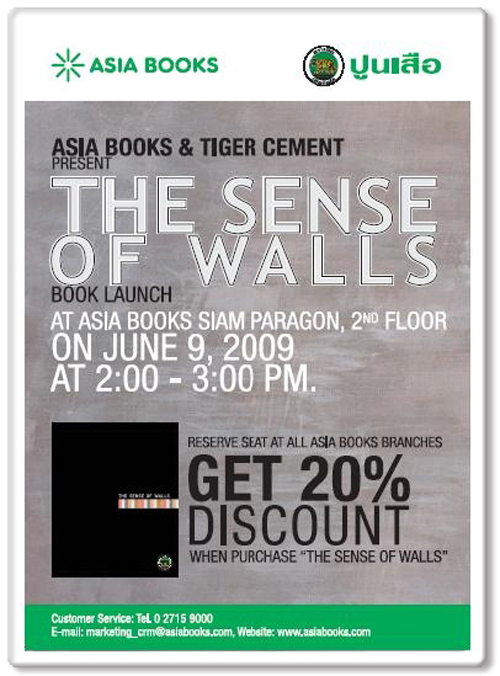 ASIA BOOKS
ปูนเสือ
ASIA BOOKS & TIGER CEMENT
PRESENT
THE SENSE
OF WALLS
BOOK LAUNCH
AT ASIA BOOKS SIAM PARAGON, 2ND FLOOR
ON JUNE 9, 2009
AT 2:00 - 3:00 PM.
THE SENSE OF WALLS
RESERVE SEAT AT ALL ASIA BOOKS BRANCHES
GET 20%
DISCOUNT
WHEN PURCHASE “THE SENSE OF WALLS”
Customer Service: Tel. 0 2715 9000
E-mail: marketing_crm@asiabooks.com, Website: www.asiabooks.com